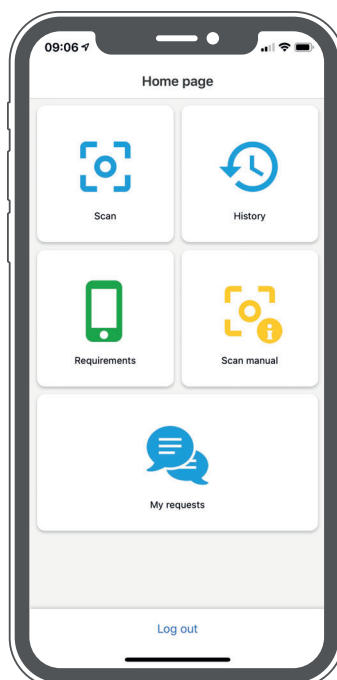 09:06
Home page
Scan
History
Requirements
Scan manual
i
My requests
Log out